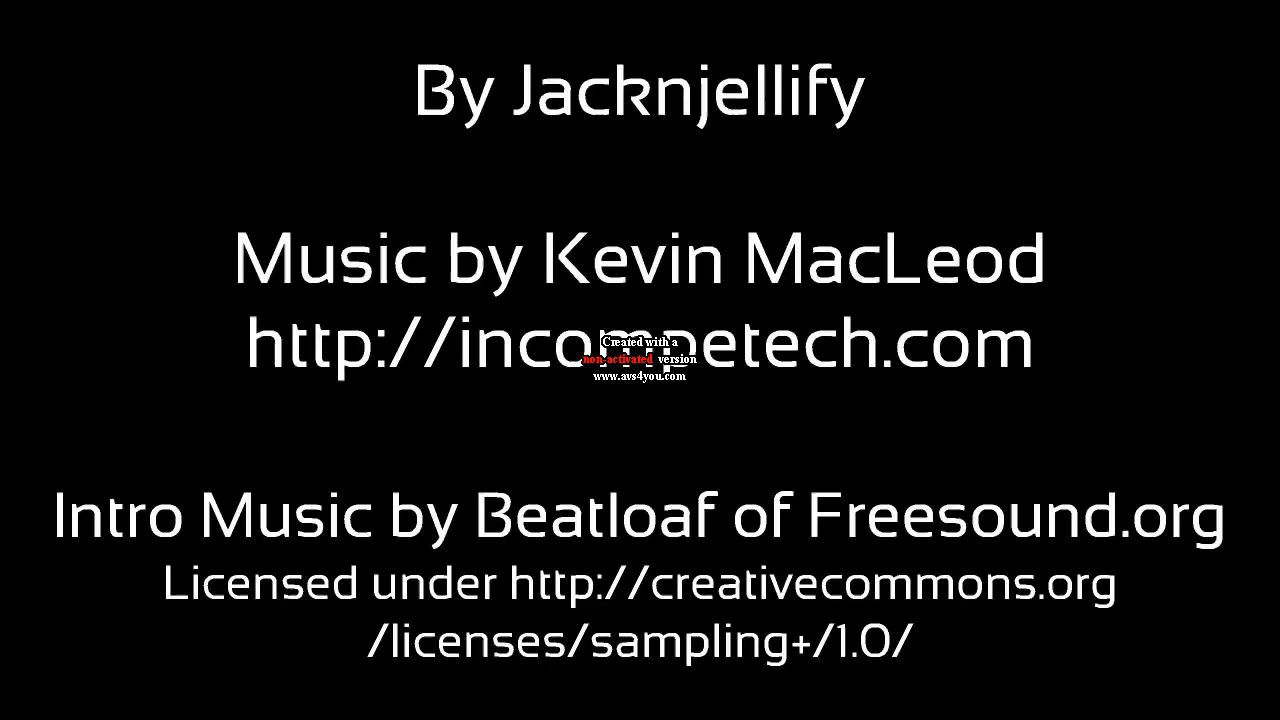 By Jacknjellify
Music by Kevin MacLeod
http://incompetech.com
Created with a
non-activated version
www.avs4you.com
Intro Music by Beatloaf of Freesound.org
Licensed under http://creativecommons.org
/licenses/sampling+/1.0/